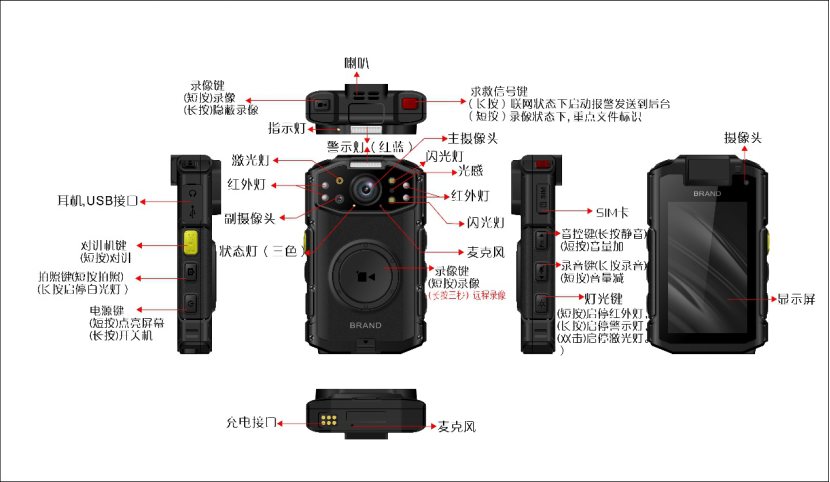 喇叭
录像键
(短按)录像
(长按)隐蔽录像
求救信号键
（长按）联网状态下启动报警发送到后台
（短按）录像状态下,重点文件标识
指示灯
警示灯（红蓝）
主摄像头
摄像头
激光灯
闪光灯
光感
红外灯
红外灯
耳机,USB接口
副摄像头
闪光灯
SIM卡
SIM
BRAND
对讲机键
(短按)对讲
状态灯（三色）
麦克风
音控键(长按静音)
(短按)音量加
拍照键(短按拍照)
(长按启停白光灯)
录像键
(短按)录像
(长按三秒）远程录像
录音键(长按录音)
(短按)音量减
电源键
(短按)点亮屏幕
(长按)开关机
BRAND
灯光键
(短按)启停红外灯,
(长按)启停警示灯,
(双击)启停激光灯。
）
显示屏
充电接口
麦克风